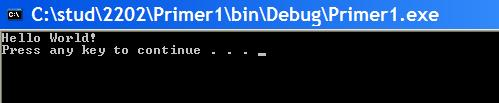 C:\stud\2202\Primer1\bin\Debug\Primer1.exe
Hello World!
Press any key to continue . . . _